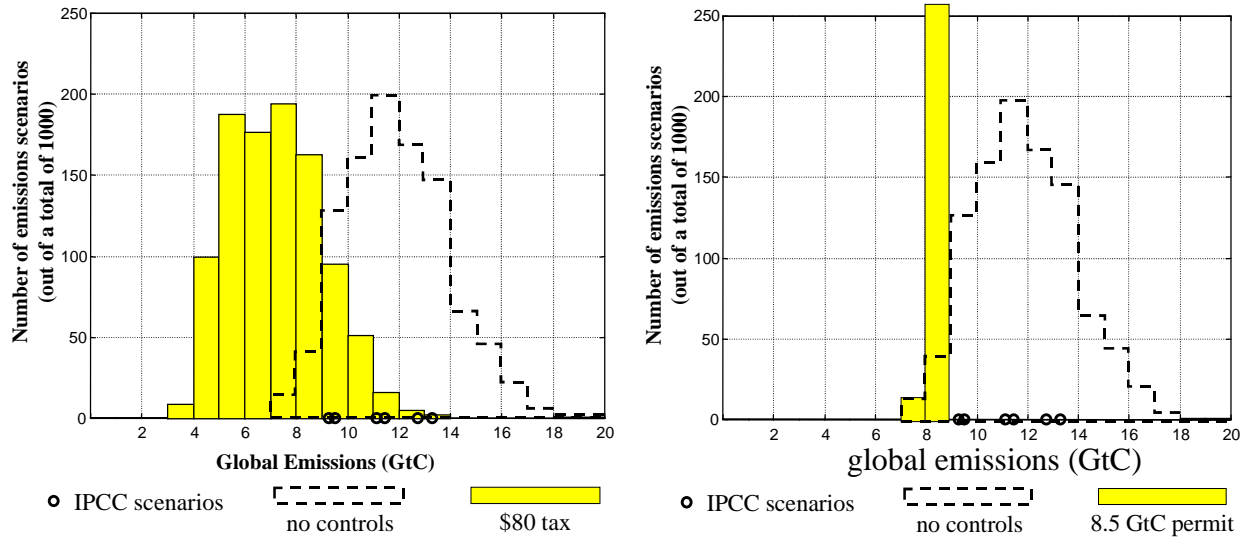 Number of emissions scenarios
(out of a total of 1000)
250
200
150
100
50
0
2 4 6 8 10 12 14 16 18 20
Global Emissions (GtC)
IPCC scenarios
no controls
$80 tax
Number of emissions scenarios
(out of a total of 1000)
250
200
150
100
50
0
2 4 6 8 10 12 14 16 18 20
global emissions (GtC)
IPCC scenarios
no controls
8.5 GtC permit